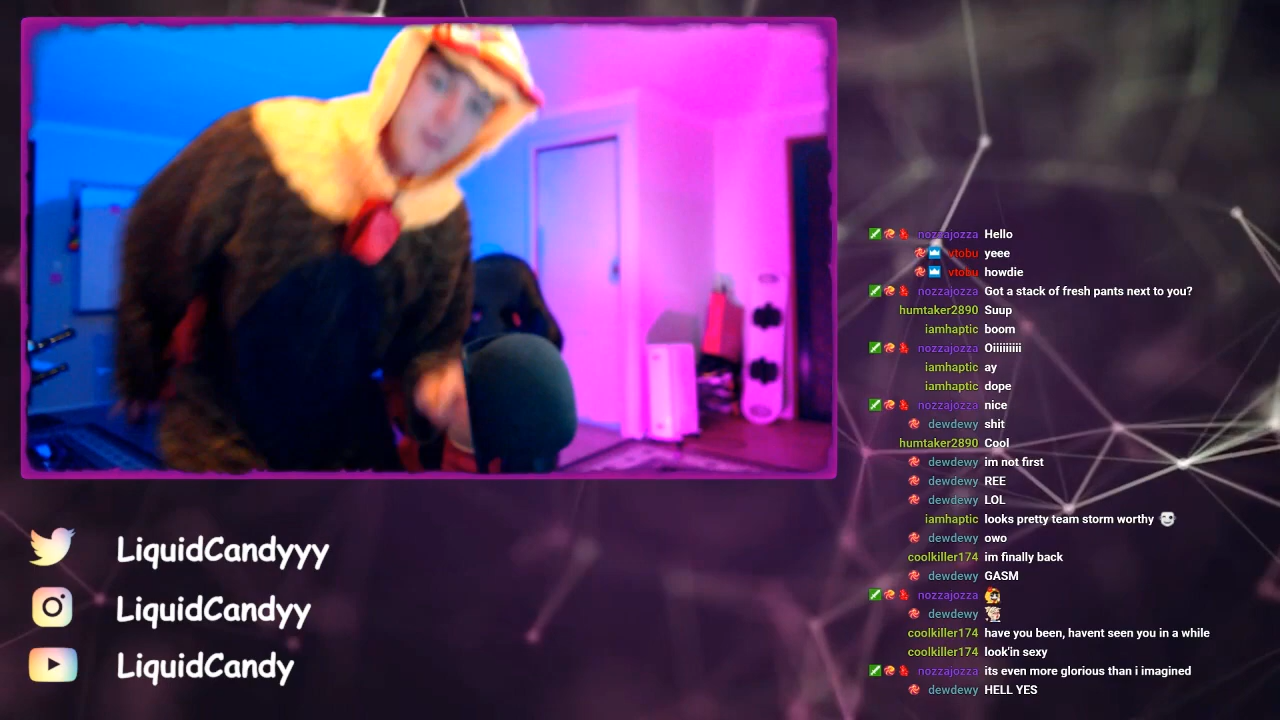 nozzajozza Hello
vtobu yeee
vtobu howdie
nozzajozza Got a stack of fresh pants next to you?
humtaker2890 Suup
iamhaptic boom
nozzajozza Oiiiiiiiii
iamhaptic ay
iamhaptic dope
nozzajozza nice
dewdewy shit
humtaker2890 Cool
dewdewy im not first
dewdewy REE
dewdewy LOL
iamhaptic looks pretty team storm worthy
dewdewy owo
coolkiller174 im finally back
dewdewy GASM
nozzajozza
dewdewy
coolkiller174 have you been, havent seen you in a while
coolkiller174 look'in sexy
nozzajozza its even more glorious than i imagined
dewdewy HELL YES
LiquidCandyyy
LiquidCandyy
LiquidCandy